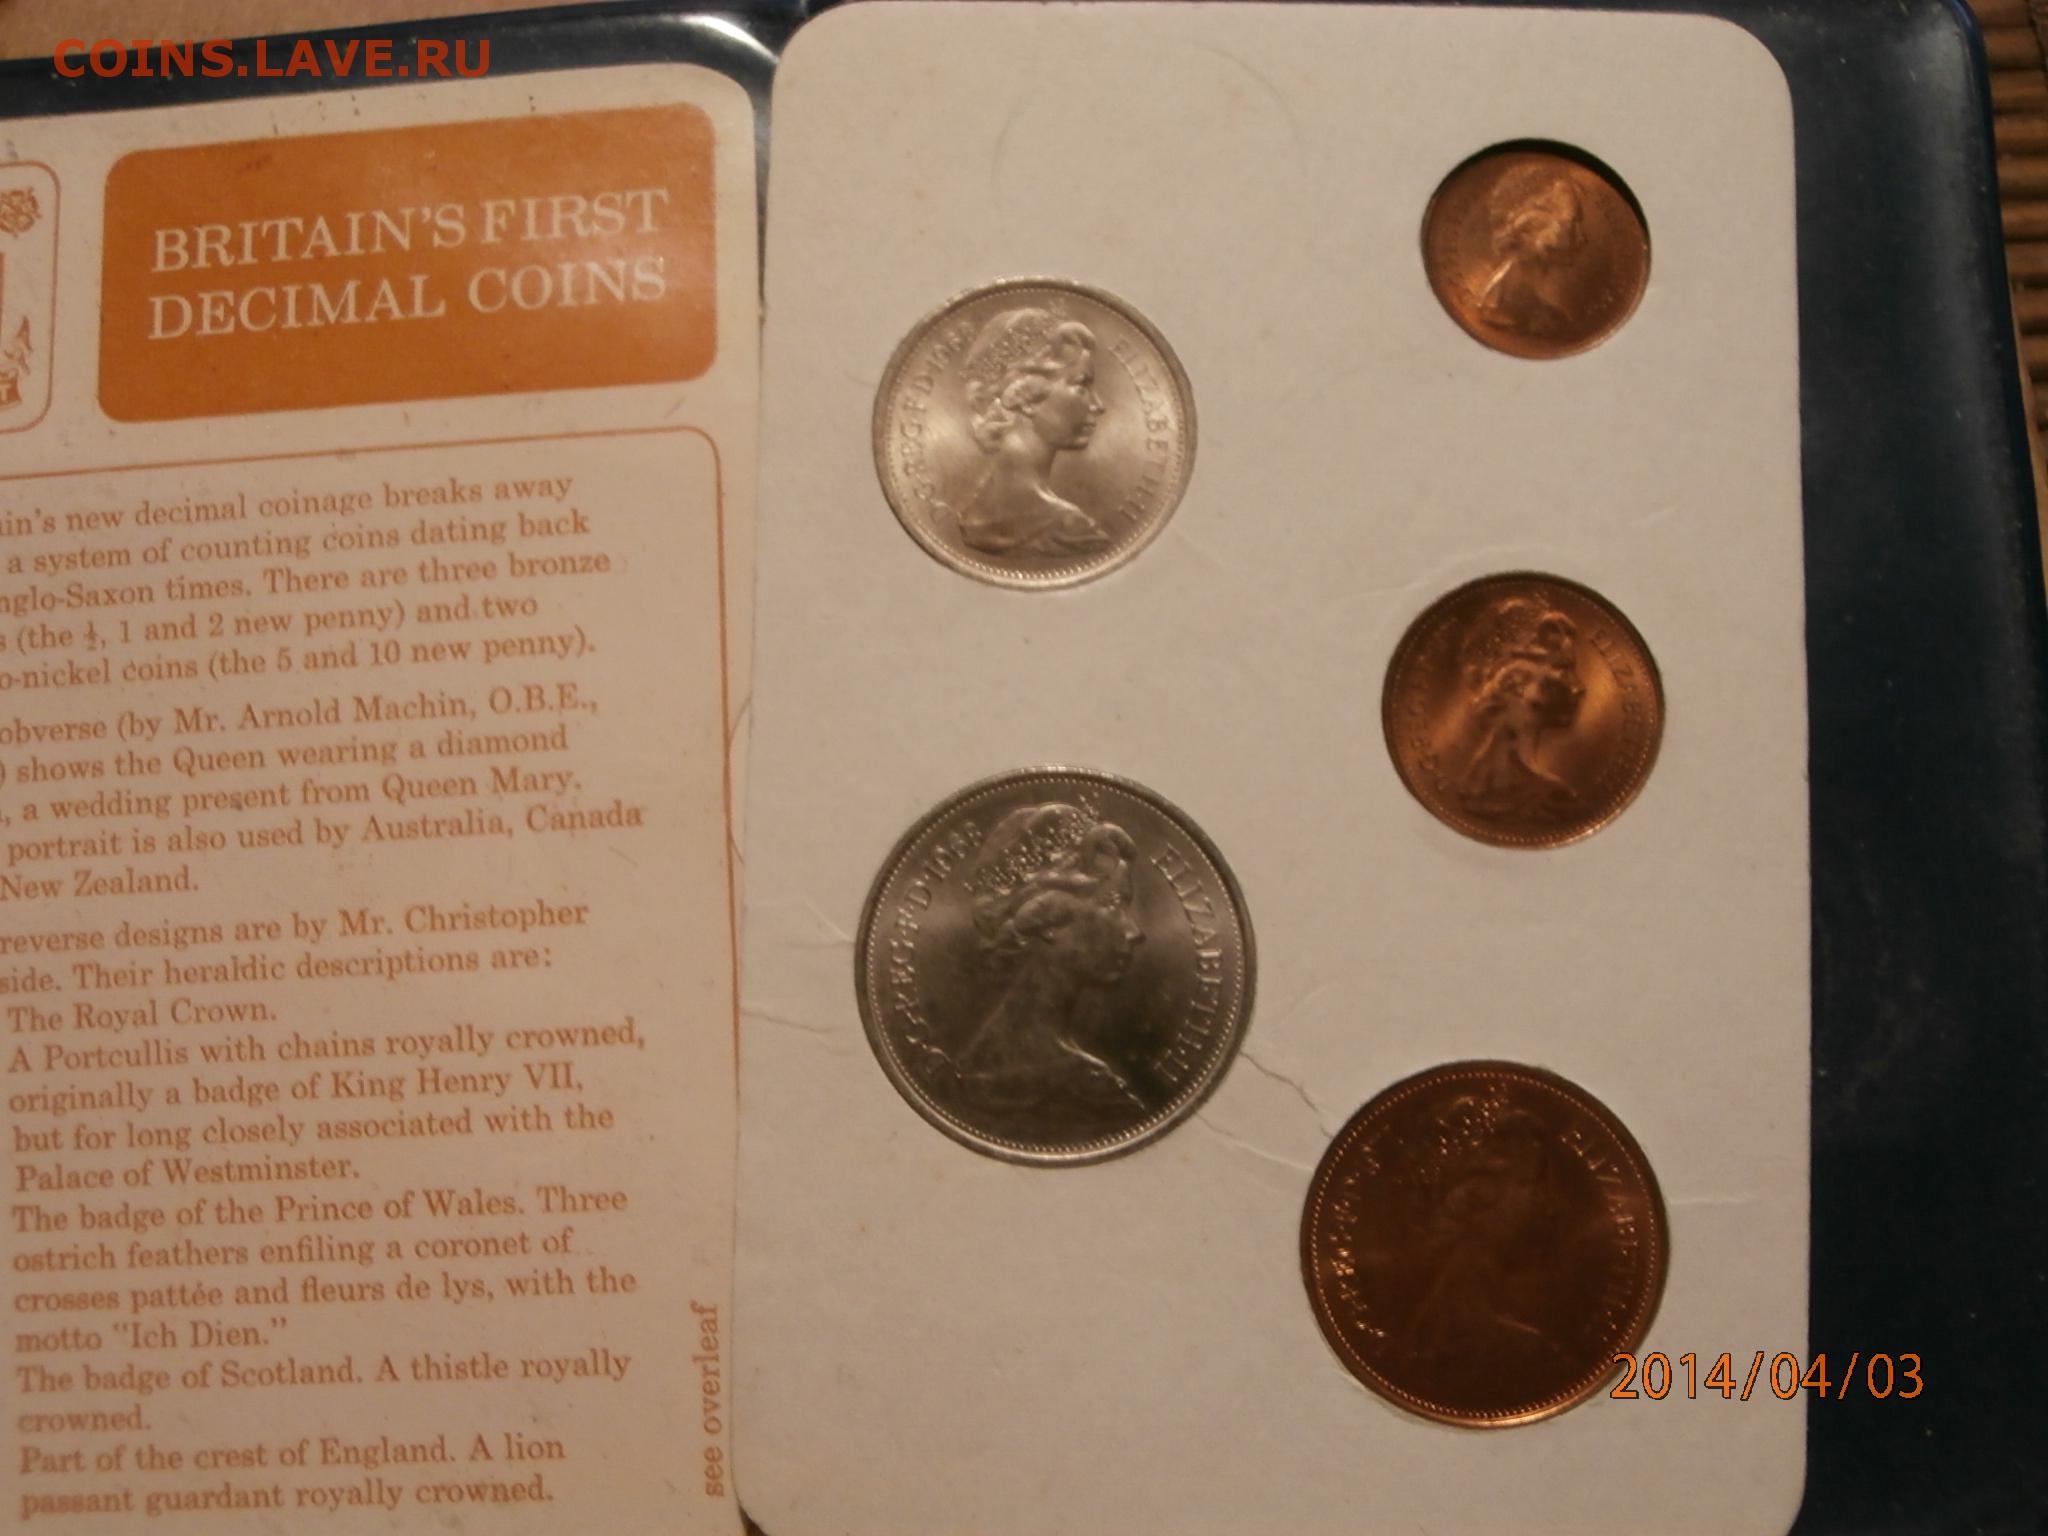 COINS.LAVE.RU
BRITAIN'S FIRST
DECIMAL COINS
new decimal coinage breaks away
a system of counting coins dating back
times. There are three bronze
(the ½, 1 and 2 new penny) and two
coins (the 5 and 10 new penny).
obverse (by Mr. Arnold Machin, O.B.E.,
) shows the Queen wearing a diamond
, a wedding present from Queen Mary.
portrait is also used by Australia, Canada
New Zealand.
reverse designs are by Mr. Christopher
side. Their heraldic descriptions are:
The Royal Crown.
A Portcullis with chains royally crowned,
originally a badge of King Henry VII,
but for long closely associated with the
Palace of Westminster.
The badge of the Prince of Wales. Three
ostrich feathers enfiling a coronet of
crosses pattée and fleurs de lys, with the
motto "Ich Dien."
The badge of Scotland. A thistle royally
crowned.
Part of the crest of England. A lion
passant guardant royally crowned.
see overleaf
D·G·REG·F·D·1968 ELIZABETH·II
D·G·REG·F·D·1968 ELIZABETH·II
2014/04/03